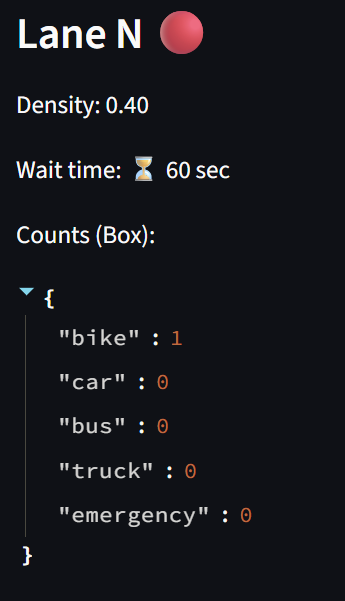 Lane N 🔴
Density: 0.40
Wait time: ⏳ 60 sec
Counts (Box):
{
"bike" : 1
"car" : 0
"bus" : 0
"truck" : 0
"emergency" : 0
}